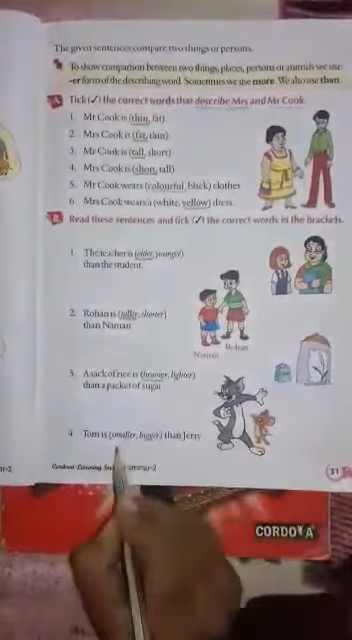 The given sentences compare two things or persons.
To show comparison between two things, places, persons or animals we use
-er form of the describing word. Sometimes we use more. We also use than.
A. Tick (✓) the correct words that describe Mrs and Mr Cook.
1. Mr Cook is (thin, fat).
2. Mrs Cook is (fat, thin).
3. Mr Cook is (tall, short).
4. Mrs Cook is (short, tall)
5. Mr Cook wears (colourful, black) clothes
6. Mrs Cook wears a (white, yellow) dress.
B. Read these sentences and tick (✓) the correct words in the brackets.
1. The teacher is (older, younger)
than the student.
2. Rohan is (taller, shorter)
than Naman
Rohan
Naman
3. A sack of rice is (heavier, lighter)
than a packet of sugar
4. Tom is (smaller, bigger) than Jerry
Cordova Learning Series Grammar-2
31
ar-2
CORDOVA